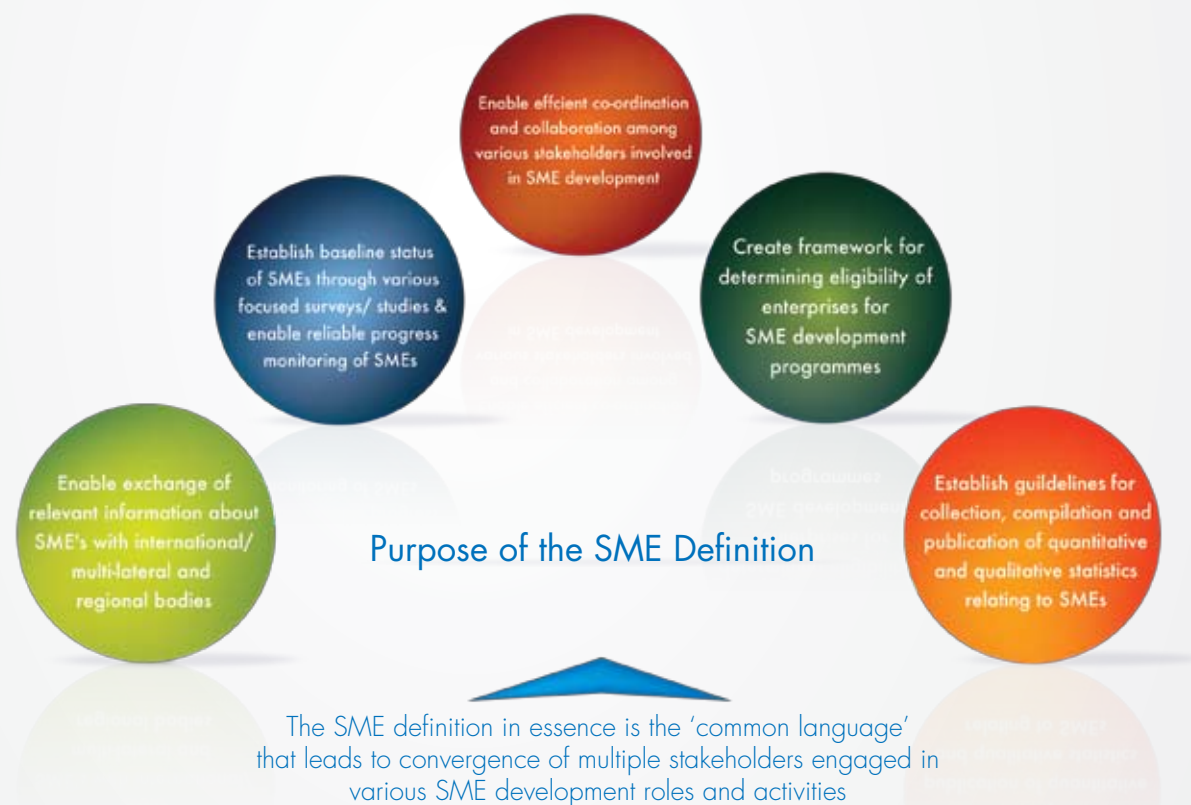 Enable effcient co-ordination
and collaboration among
various stakeholders involved
in SME development
Establish baseline status
of SMEs through various
focused surveys/ studies &
enable reliable progress
monitoring of SMEs
Create framework for
determining eligibility of
enterprises for
SME development
programmes
Enable exchange of
relevant information about
SME's with international/
multi-lateral and
regional bodies
Establish guildelines for
collection, compilation and
publication of quantitative
and qualitative statistics
relating to SMEs
Purpose of the SME Definition
The SME definition in essence is the ‘common language’
that leads to convergence of multiple stakeholders engaged in
various SME development roles and activities